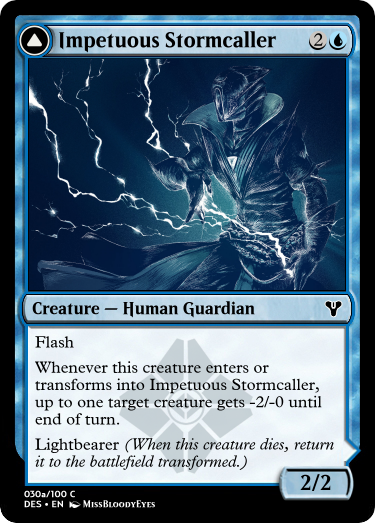 Impetuous Stormcaller 2
Creature — Human Guardian
Flash
Whenever this creature enters or
transforms into Impetuous Stormcaller,
up to one target creature gets -2/-0 until
end of turn.
Lightbearer (When this creature dies, return
it to the battlefield transformed.)
2/2
030a/100 C
DES • EN MissBloodyEyes